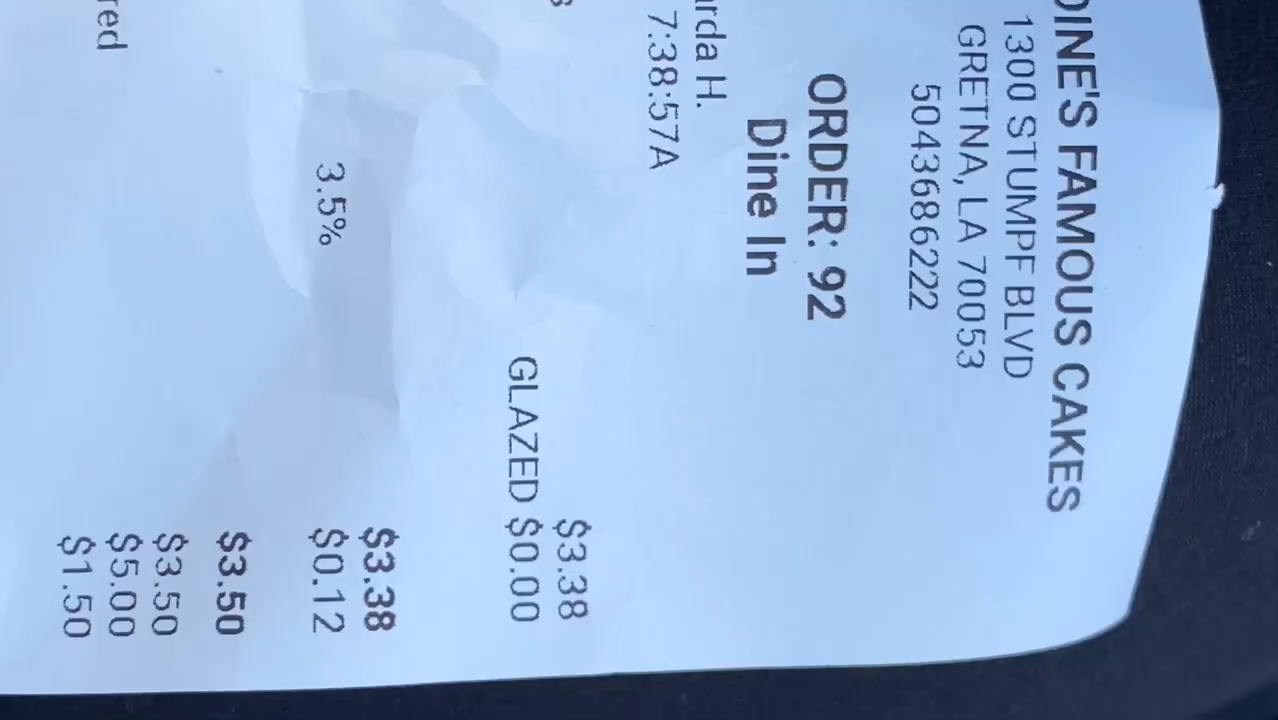 DINE'S FAMOUS CAKES
1300 STUMPF BLVD
GRETNA, LA 70053
5043686222
ORDER: 92
Dine In
arda H.
7:38:57A
$3.38
GLAZED $0.00
$3.38
3.5% $0.12
$3.50
$3.50
red $5.00
$1.50